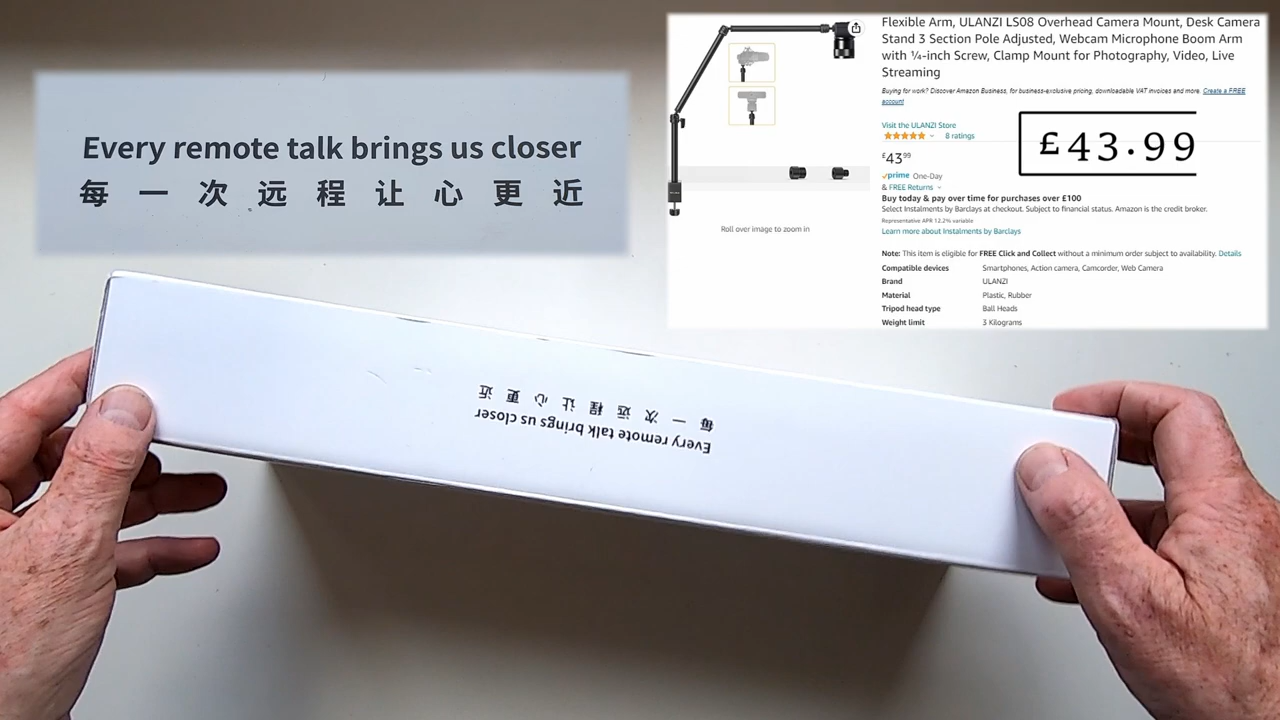 Every remote talk brings us closer
每一次远程让心更近
Flexible Arm, ULANZI LS08 Overhead Camera Mount, Desk Camera
Stand 3 Section Pole Adjusted, Webcam Microphone Boom Arm
with ¼-inch Screw, Clamp Mount for Photography, Video, Live
Streaming
Buying for work? Discover Amazon Business, for business-exclusive pricing, downloadable VAT invoices and more. Create a FREE
account
Visit the ULANZI Store
8 ratings
£43.99
£43⁹⁹
prime One-Day
& FREE Returns
Buy today & pay over time for purchases over £100
Select Instalments by Barclays at checkout. Subject to financial status. Amazon is the credit broker.
Representative APR 12.2% variable
Learn more about Instalments by Barclays
Roll over image to zoom in
Note: This item is eligible for FREE Click and Collect without a minimum order subject to availability. Details
Compatible devices Smartphones, Action camera, Camcorder, Web Camera
Brand ULANZI
Material Plastic, Rubber
Tripod head type Ball Heads
Weight limit 3 Kilograms
Every remote talk brings us closer
每一次远程让心更近